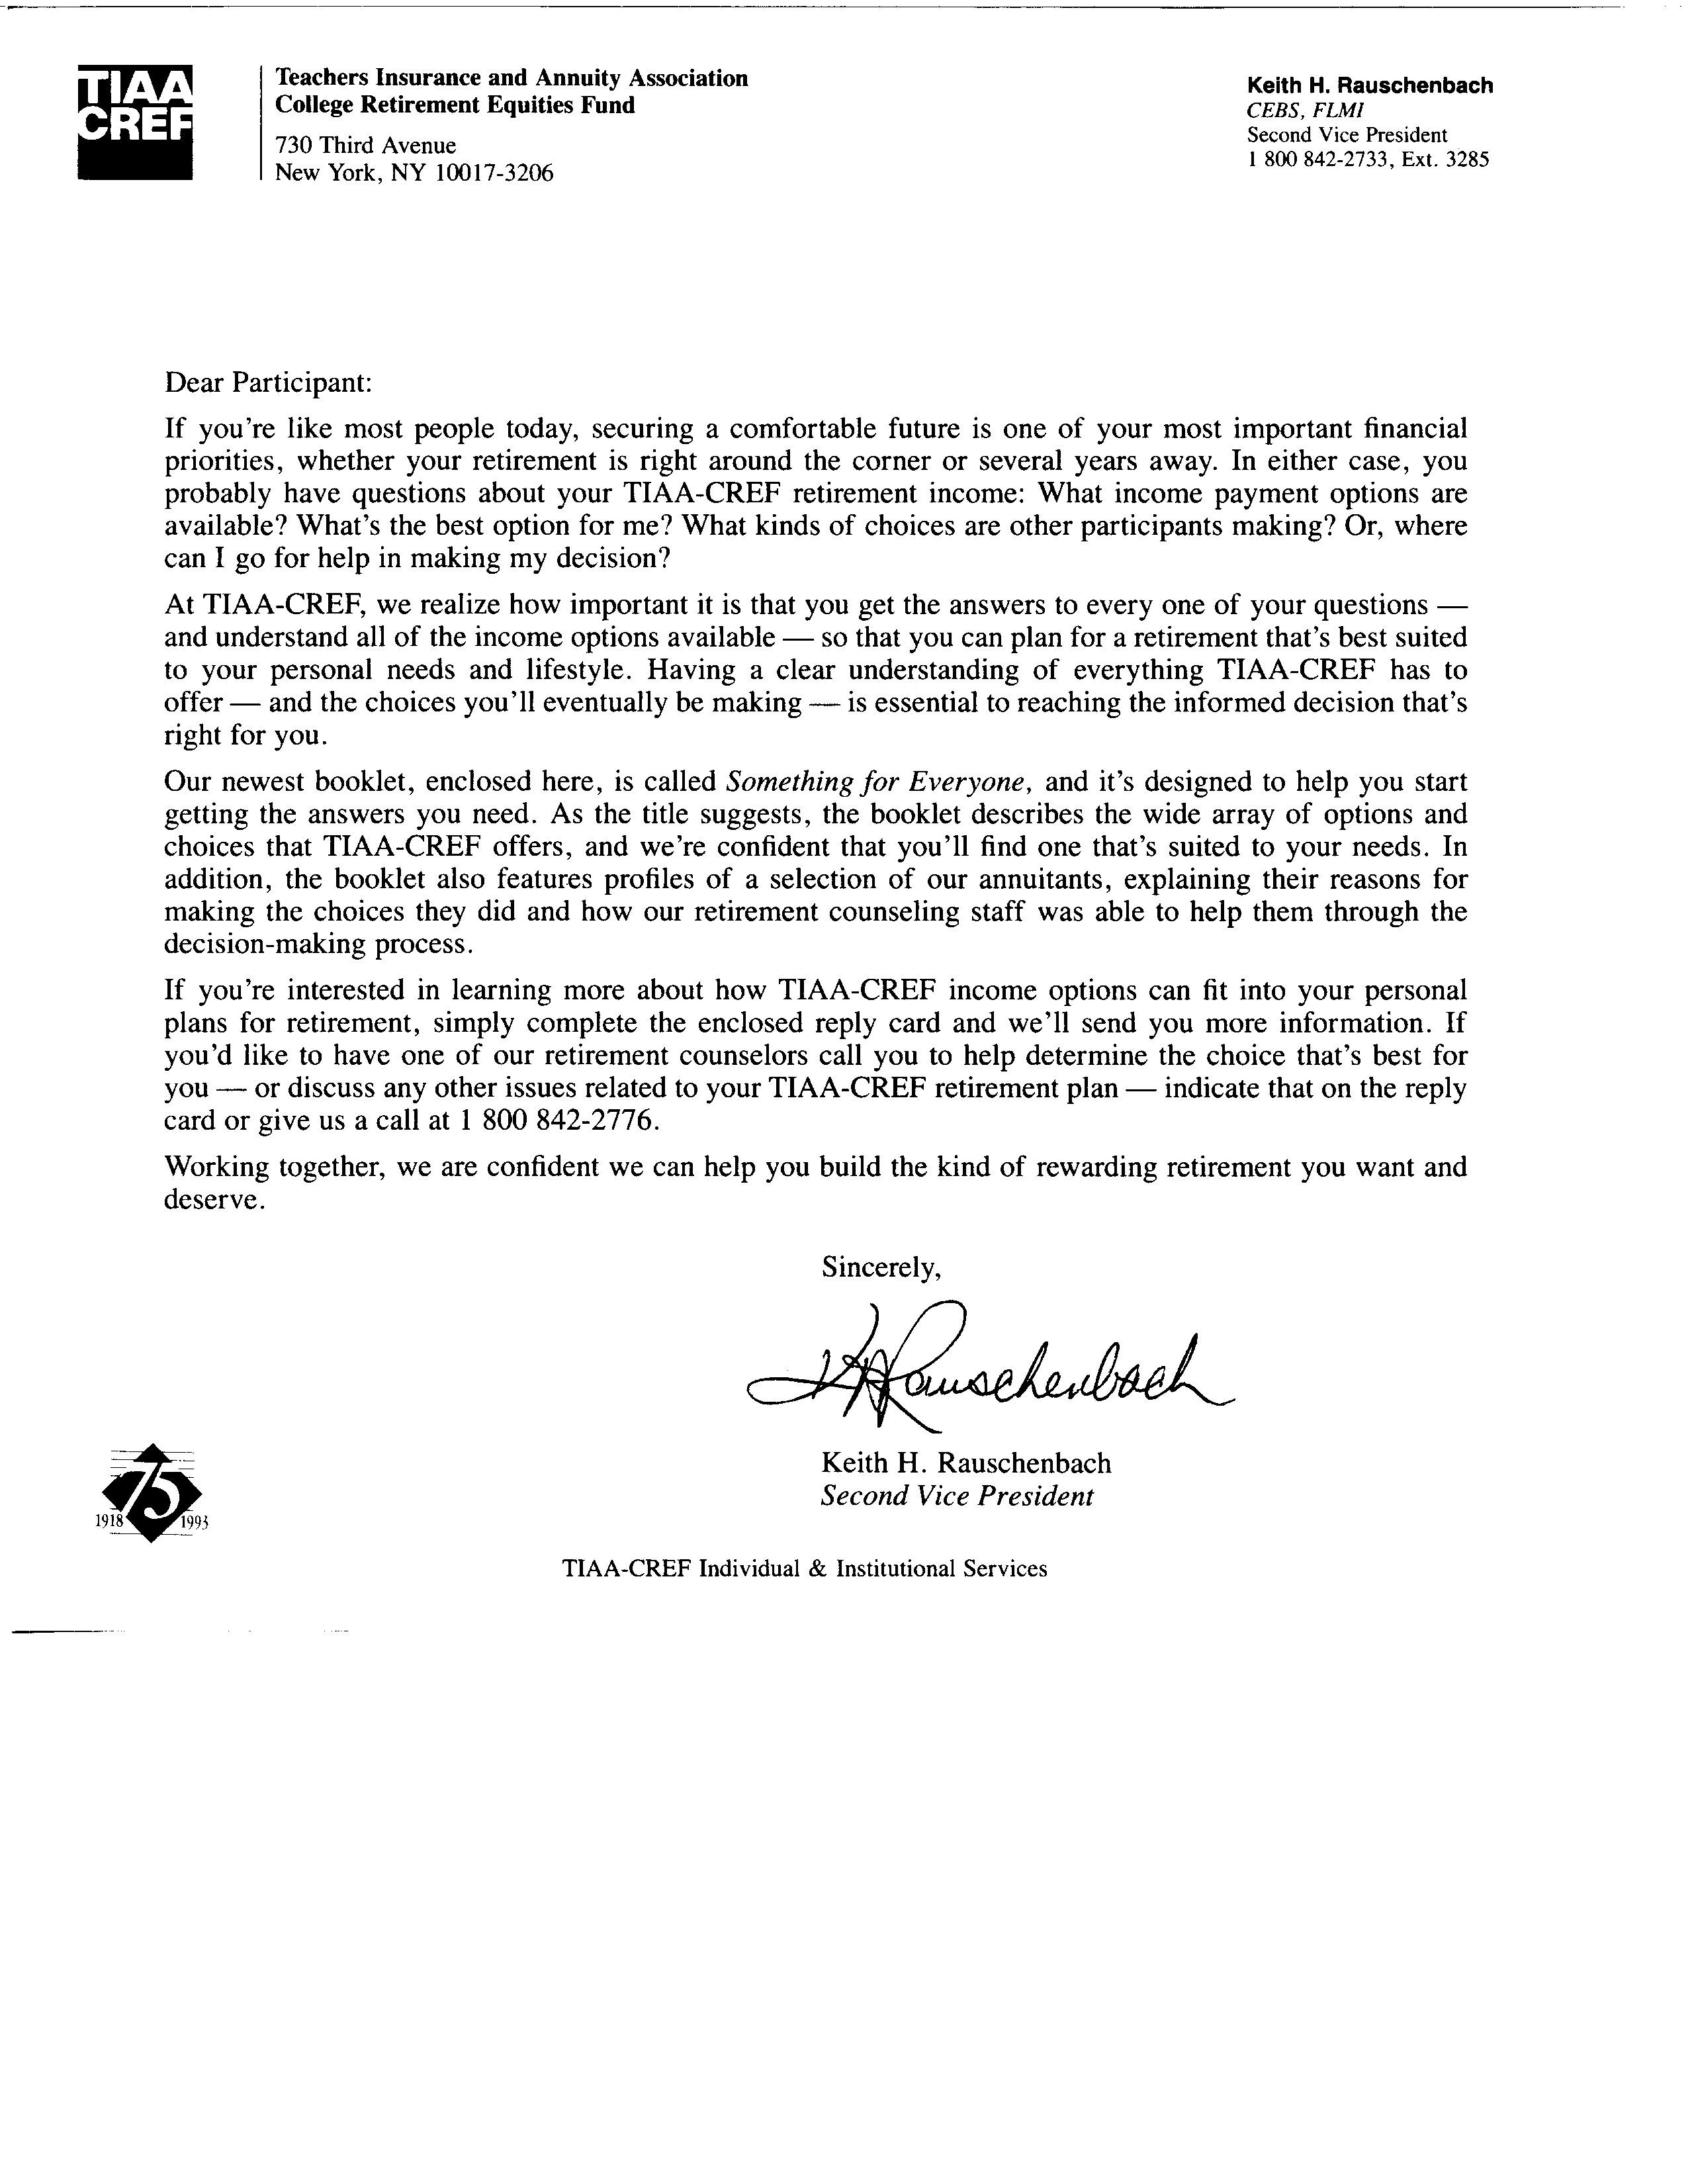 TIAA
CREF
Teachers Insurance and Annuity Association
College Retirement Equities Fund
730 Third Avenue
New York, NY 10017-3206
Keith H. Rauschenbach
CEBS, FLMI
Second Vice President
1 800 842-2733, Ext. 3285
Dear Participant:
If you're like most people today, securing a comfortable future is one of your most important financial
priorities, whether your retirement is right around the corner or several years away. In either case, you
probably have questions about your TIAA-CREF retirement income: What income payment options are
available? What's the best option for me? What kinds of choices are other participants making? Or, where
can I go for help in making my decision?
At TIAA-CREF, we realize how important it is that you get the answers to every one of your questions —
and understand all of the income options available — so that you can plan for a retirement that's best suited
to your personal needs and lifestyle. Having a clear understanding of everything TIAA-CREF has to
offer — and the choices you'll eventually be making — is essential to reaching the informed decision that's
right for you.
Our newest booklet, enclosed here, is called Something for Everyone, and it's designed to help you start
getting the answers you need. As the title suggests, the booklet describes the wide array of options and
choices that TIAA-CREF offers, and we're confident that you'll find one that's suited to your needs. In
addition, the booklet also features profiles of a selection of our annuitants, explaining their reasons for
making the choices they did and how our retirement counseling staff was able to help them through the
decision-making process.
If you're interested in learning more about how TIAA-CREF income options can fit into your personal
plans for retirement, simply complete the enclosed reply card and we'll send you more information. If
you'd like to have one of our retirement counselors call you to help determine the choice that's best for
you — or discuss any other issues related to your TIAA-CREF retirement plan — indicate that on the reply
card or give us a call at 1 800 842-2776.
Working together, we are confident we can help you build the kind of rewarding retirement you want and
deserve.
Sincerely,
KHRauschenbach
Keith H. Rauschenbach
Second Vice President
75
1918 1993
TIAA-CREF Individual & Institutional Services